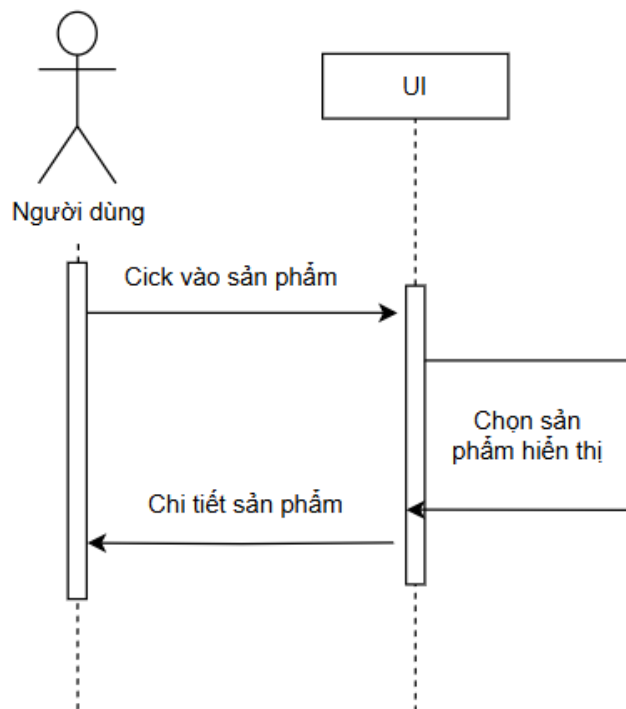 UI
Người dùng
Cick vào sản phẩm
Chọn sản
phẩm hiển thị
Chi tiết sản phẩm